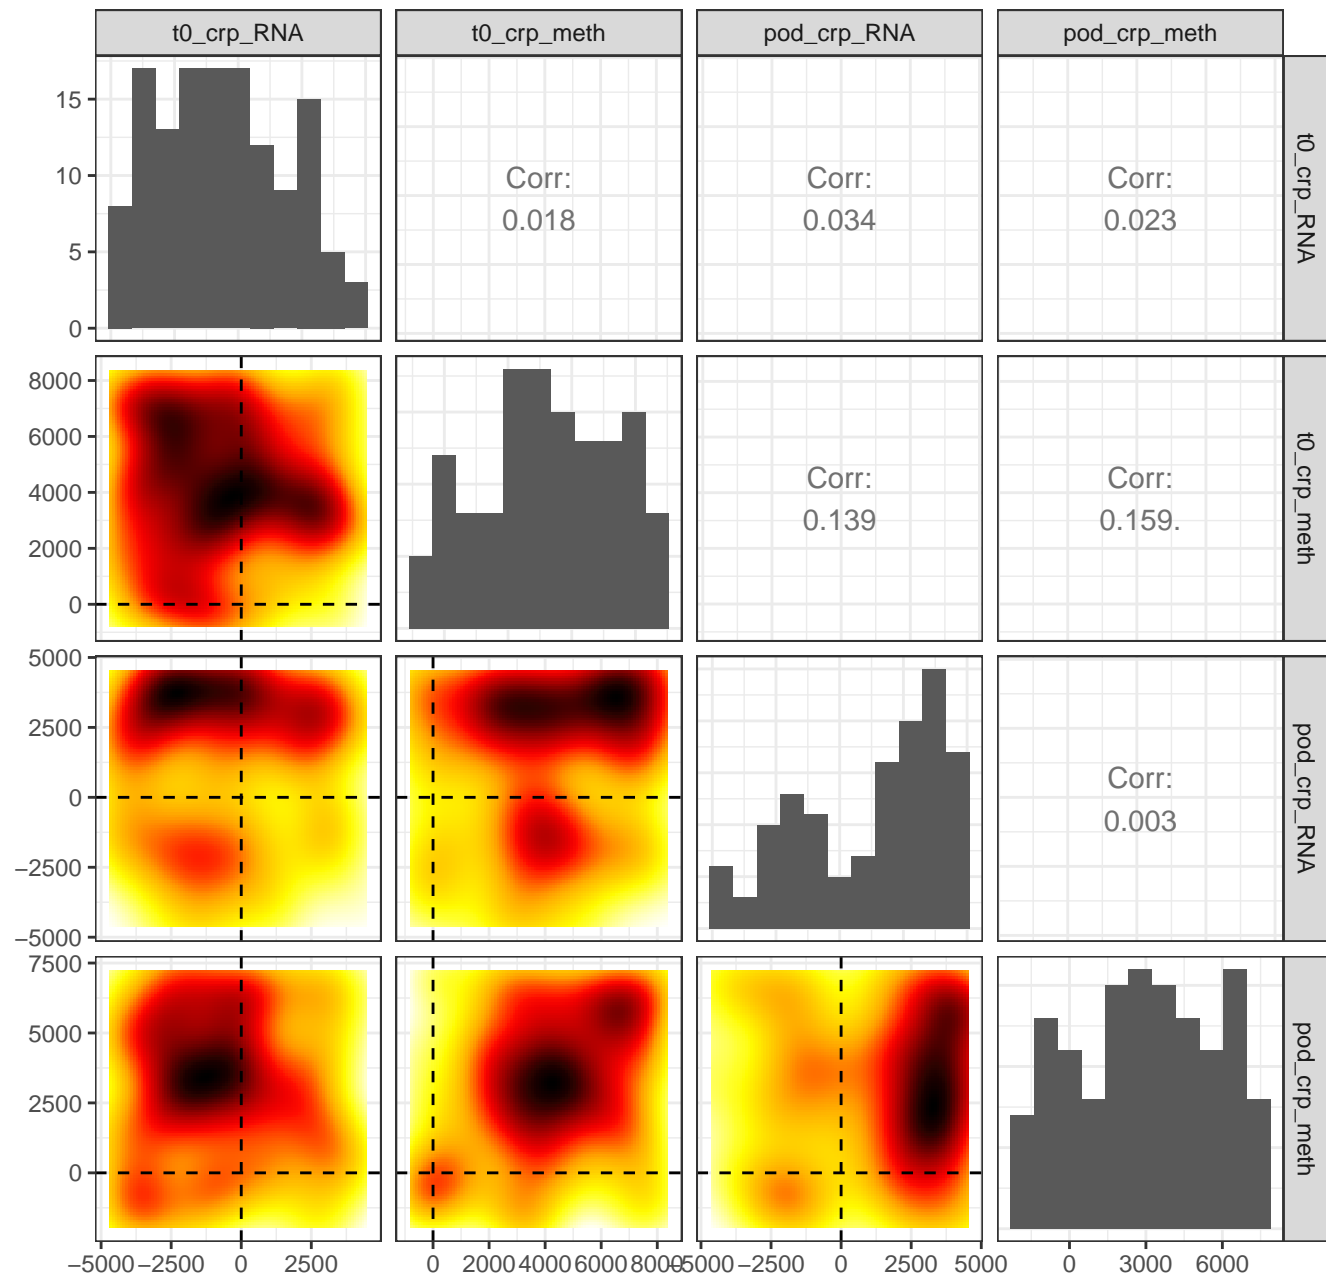 t0_crp_RNA t0_crp_meth pod_crp_RNA pod_crp_meth
15
10
5
0
Corr:
0.018
Corr:
0.034
Corr:
0.023
t0_crp_RNA
8000
6000
4000
2000
0
Corr:
0.139
Corr:
0.159.
t0_crp_meth
5000
2500
0
−2500
−5000
Corr:
0.003
pod_crp_RNA
7500
5000
2500
0
pod_crp_meth
−5000 −2500 0 2500 0 2000 4000 6000 8000 −5000 −2500 0 2500 5000 0 3000 6000